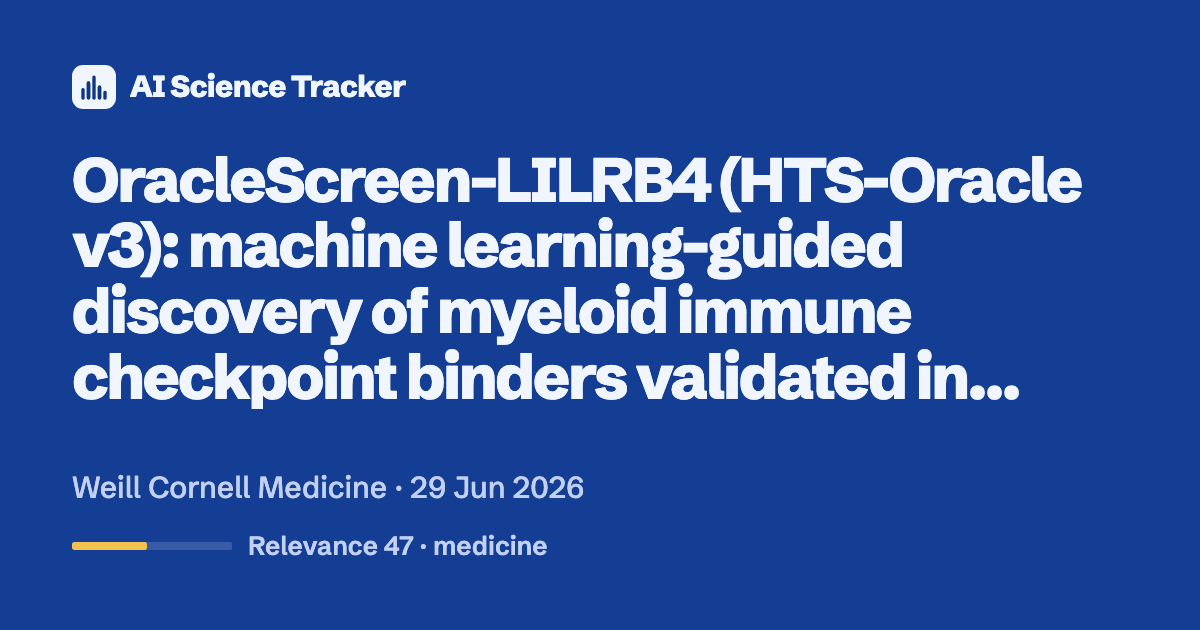 AI Science Tracker
OracleScreen-LILRB4 (HTS-Oracle
v3): machine learning-guided
discovery of myeloid immune
checkpoint binders validated in...
Weill Cornell Medicine · 29 Jun 2026
Relevance 47 · medicine